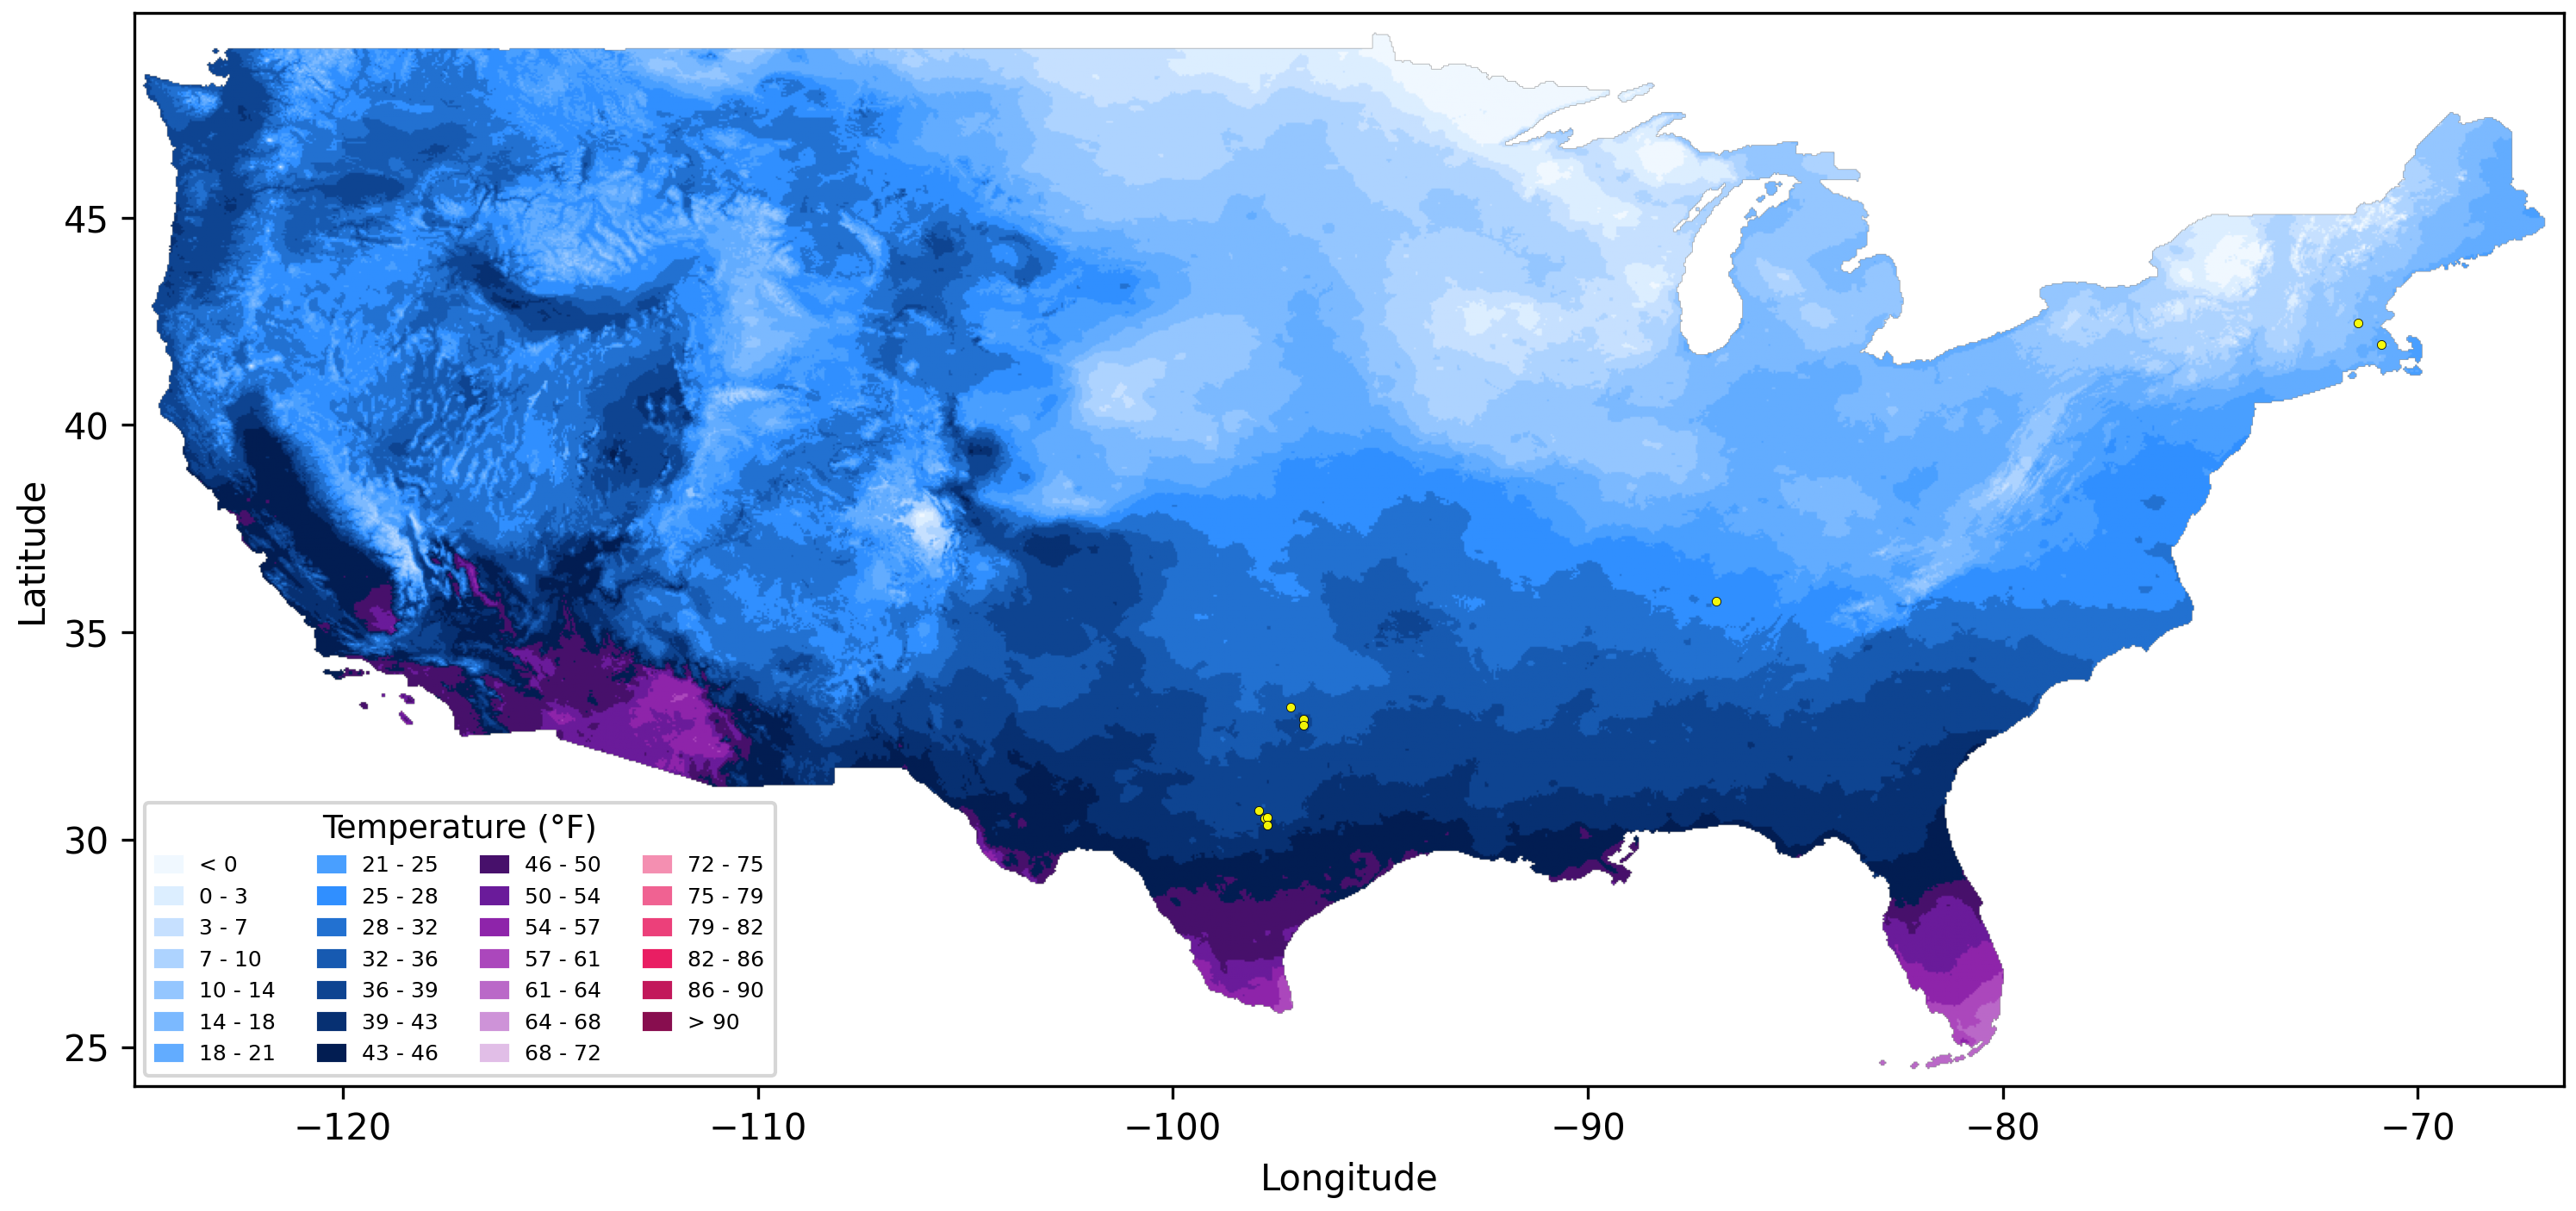 45
40
35
30
25
Latitude
Temperature (°F)
< 0
0 - 3
3 - 7
7 - 10
10 - 14
14 - 18
18 - 21
21 - 25
25 - 28
28 - 32
32 - 36
36 - 39
39 - 43
43 - 46
46 - 50
50 - 54
54 - 57
57 - 61
61 - 64
64 - 68
68 - 72
72 - 75
75 - 79
79 - 82
82 - 86
86 - 90
> 90
−120
−110
−100
−90
−80
−70
Longitude